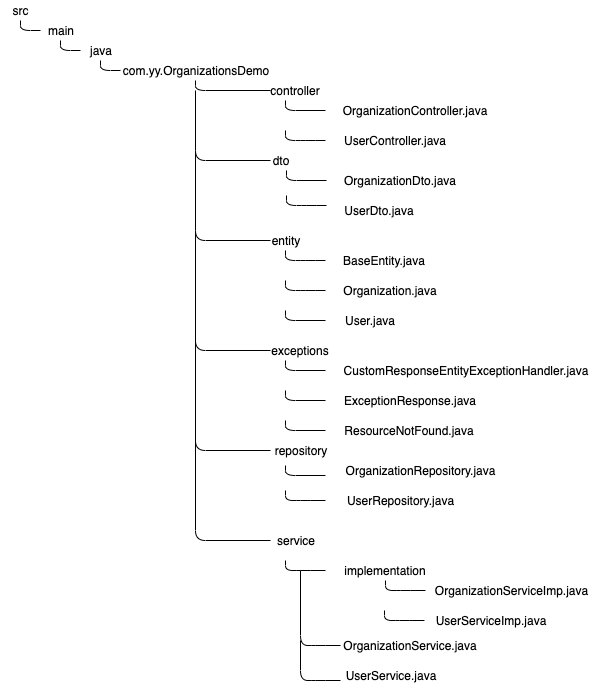 src
main
java
com.yy.OrganizationsDemo
controller
OrganizationController.java
UserController.java
dto
OrganizationDto.java
UserDto.java
entity
BaseEntity.java
Organization.java
User.java
exceptions
CustomResponseEntityExceptionHandler.java
ExceptionResponse.java
ResourceNotFound.java
repository
OrganizationRepository.java
UserRepository.java
service
implementation
OrganizationServiceImp.java
UserServiceImp.java
OrganizationService.java
UserService.java